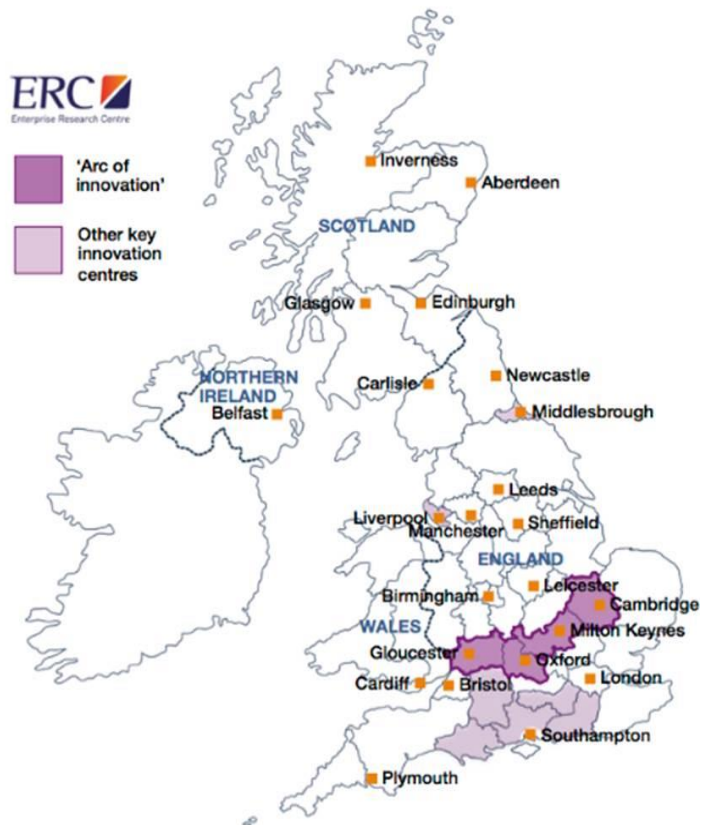 ERC
Enterprise Research Centre
'Arc of
innovation'
Other key
innovation
centres
Inverness
Aberdeen
SCOTLAND
Glasgow
Edinburgh
NORTHERN
IRELAND
Belfast
Carlisle
Newcastle
Middlesbrough
Leeds
Liverpool
Manchester
Sheffield
ENGLAND
Birmingham
Leicester
Cambridge
WALES
Milton Keynes
Gloucester
Oxford
Cardiff
Bristol
London
Southampton
Plymouth